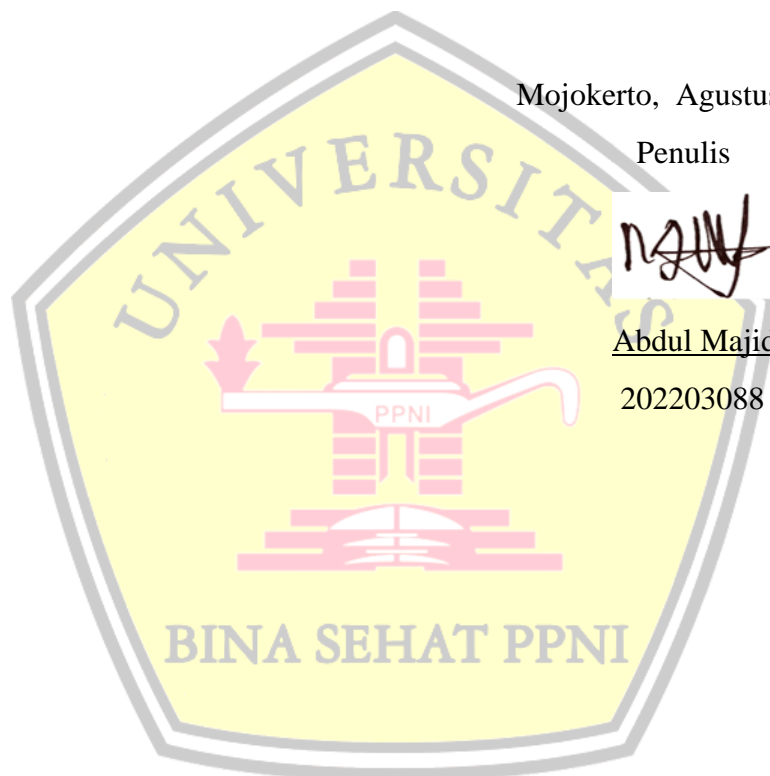 Mojokerto, Agustus
Penulis
UNIVERSITAS
Abdul Majid
202203088
PPNI
BINA SEHAT PPNI